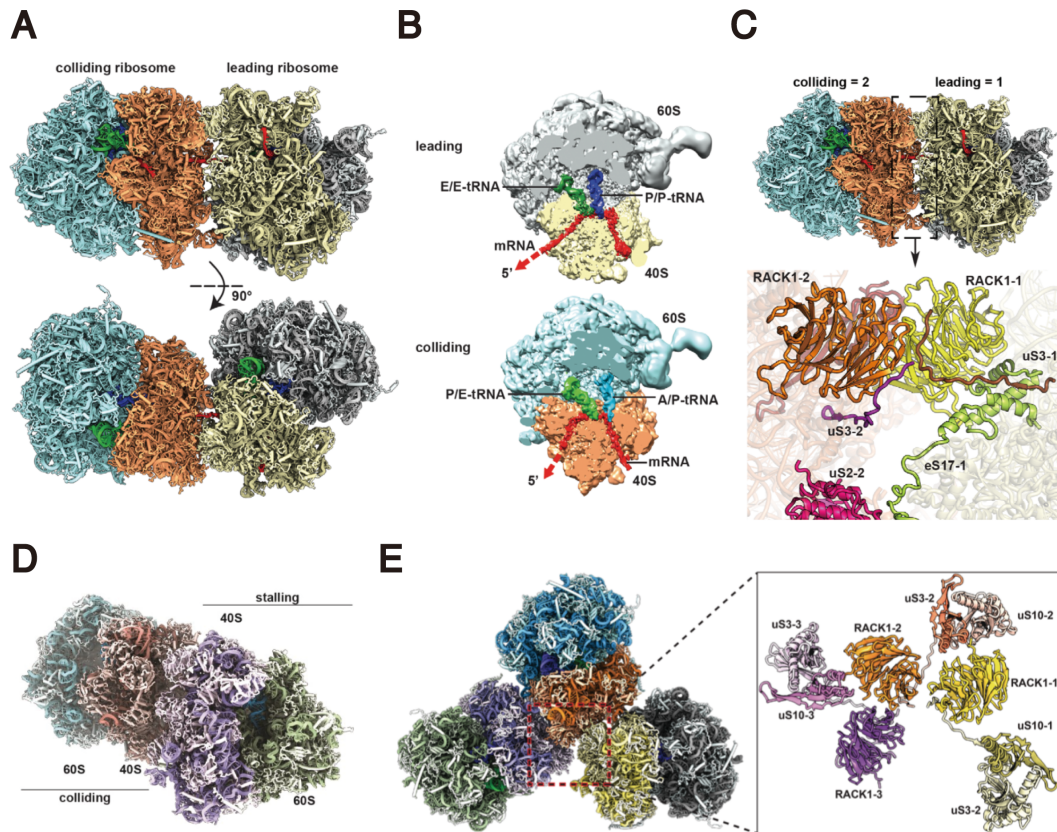 A
colliding ribosome
leading ribosome
90°
B
60S
leading
E/E-tRNA
P/P-tRNA
mRNA
5'
40S
60S
colliding
P/E-tRNA
A/P-tRNA
mRNA
5'
40S
C
colliding = 2
leading = 1
RACK1-2
RACK1-1
uS3-1
uS3-2
eS17-1
uS2-2
D
stalling
40S
60S
40S
colliding
60S
E
uS3-2
uS10-2
uS3-3
RACK1-2
RACK1-1
uS10-3
uS10-1
RACK1-3
uS3-2